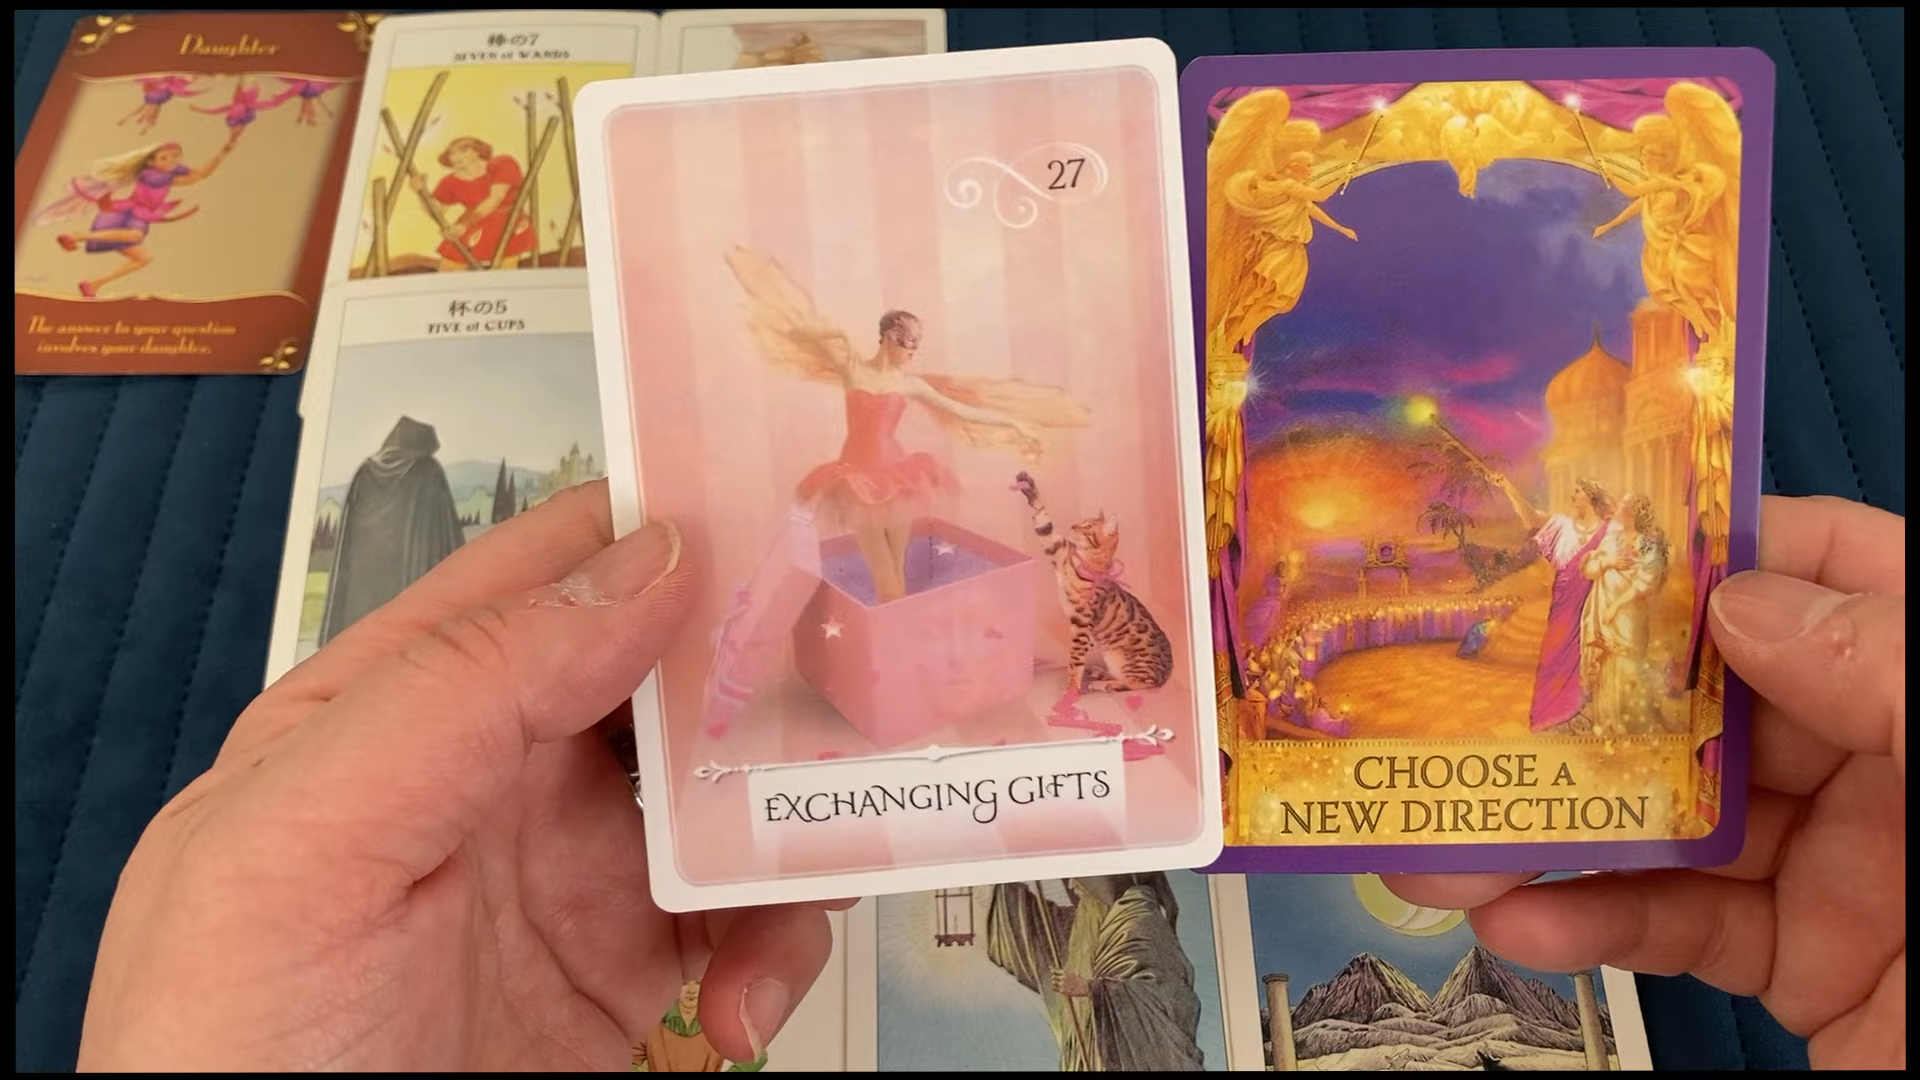 Daughter
The answer to your question
involves your daughter.
棒の7
SEVEN of WANDS
杯の5
FIVE of CUPS
27
EXCHANGING GIFTS
CHOOSE A
NEW DIRECTION